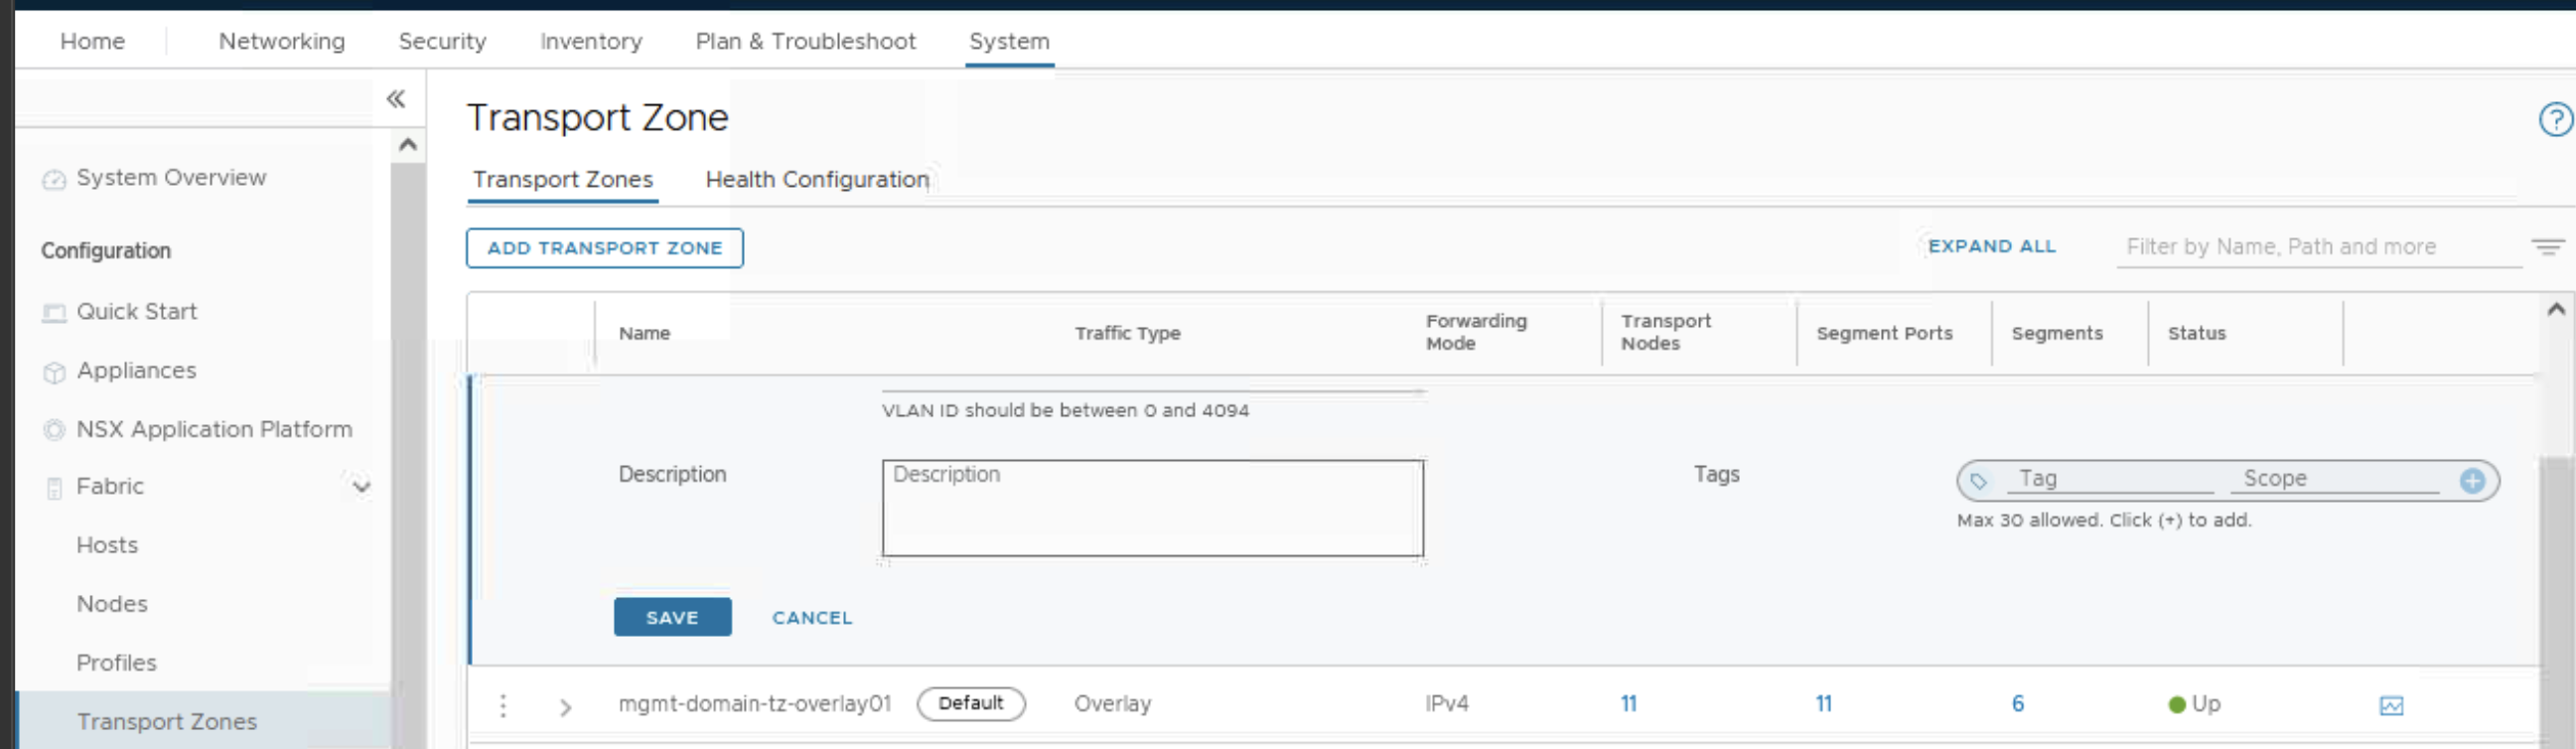 Home Networking Security Inventory Plan & Troubleshoot System
Transport Zone
System Overview
Transport Zones Health Configuration
Configuration
ADD TRANSPORT ZONE EXPAND ALL Filter by Name, Path and more
Quick Start
Appliances
NSX Application Platform
Fabric
Hosts
Nodes
Profiles
Transport Zones
Name Traffic Type Forwarding Mode Transport Nodes Segment Ports Segments Status
VLAN ID should be between 0 and 4094
Description Description Tags Tag Scope
Max 30 allowed. Click (+) to add.
SAVE CANCEL
mgmt-domain-tz-overlay01 Default Overlay IPv4 11 11 6 Up